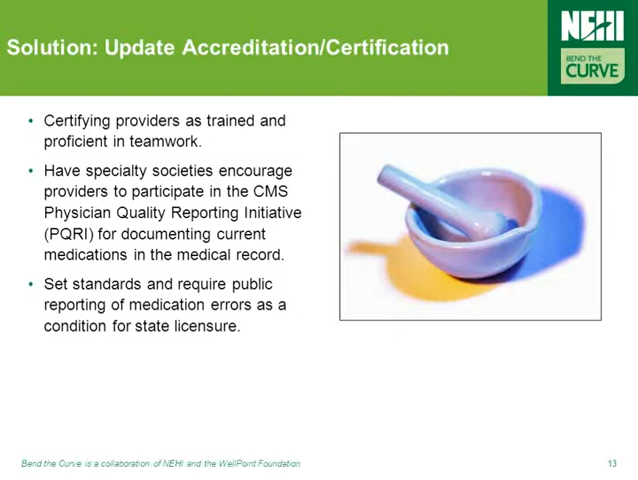 Solution: Update Accreditation/Certification
NEHI
BEND THE
CURVE
• Certifying providers as trained and
proficient in teamwork.
• Have specialty societies encourage
providers to participate in the CMS
Physician Quality Reporting Initiative
(PQRI) for documenting current
medications in the medical record.
• Set standards and require public
reporting of medication errors as a
condition for state licensure.
Bend the Curve is a collaboration of NEHI and the WellPoint Foundation
13